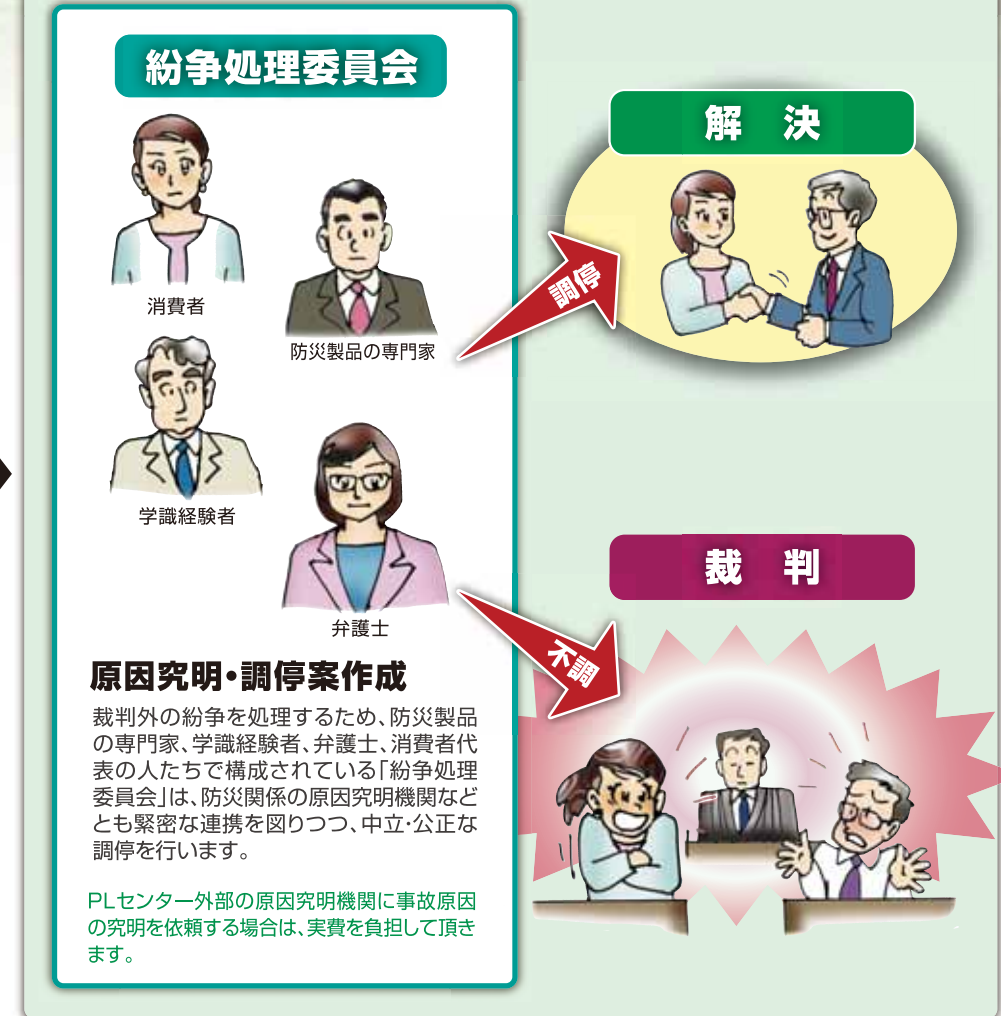 紛争処理委員会
消費者
防災製品の専門家
学識経験者
弁護士
原因究明・調停案作成
裁判外の紛争を処理するため、防災製品
の専門家、学識経験者、弁護士、消費者代
表の人たちで構成されている「紛争処理
委員会」は、防災関係の原因究明機関など
とも緊密な連携を図りつつ、中立・公正な
調停を行います。
PLセンター外部の原因究明機関に事故原因
の究明を依頼する場合は、実費を負担して頂き
ます。
調停
解 決
不調
裁 判